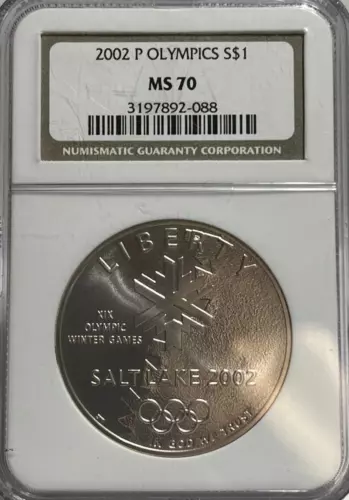 2002 P OLYMPICS S$1
MS 70
3197892-088
NUMISMATIC GUARANTY CORPORATION
LIBERTY
XIX
OLYMPIC
WINTER GAMES
SALT LAKE 2002
IN GOD WE TRUST